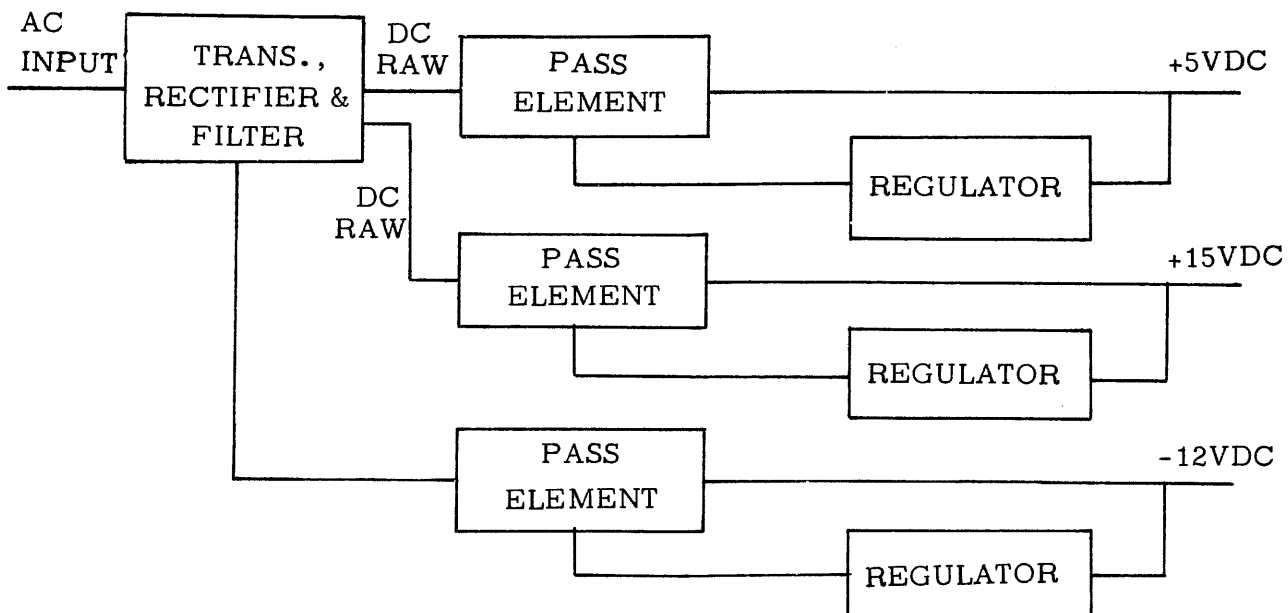 AC
INPUT
TRANS.,
RECTIFIER &
FILTER
DC
RAW
PASS
ELEMENT
+5VDC
REGULATOR
DC
RAW
PASS
ELEMENT
+15VDC
REGULATOR
PASS
ELEMENT
-12VDC
REGULATOR